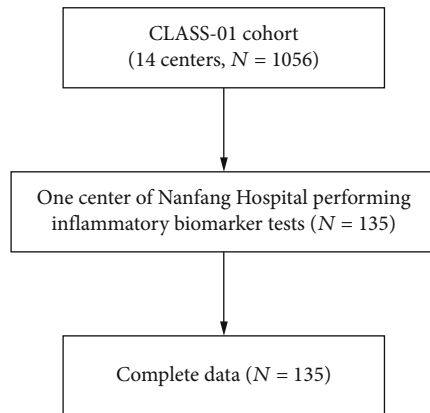 CLASS-01 cohort
(14 centers, N = 1056)
One center of Nanfang Hospital performing
inflammatory biomarker tests (N = 135)
Complete data (N = 135)